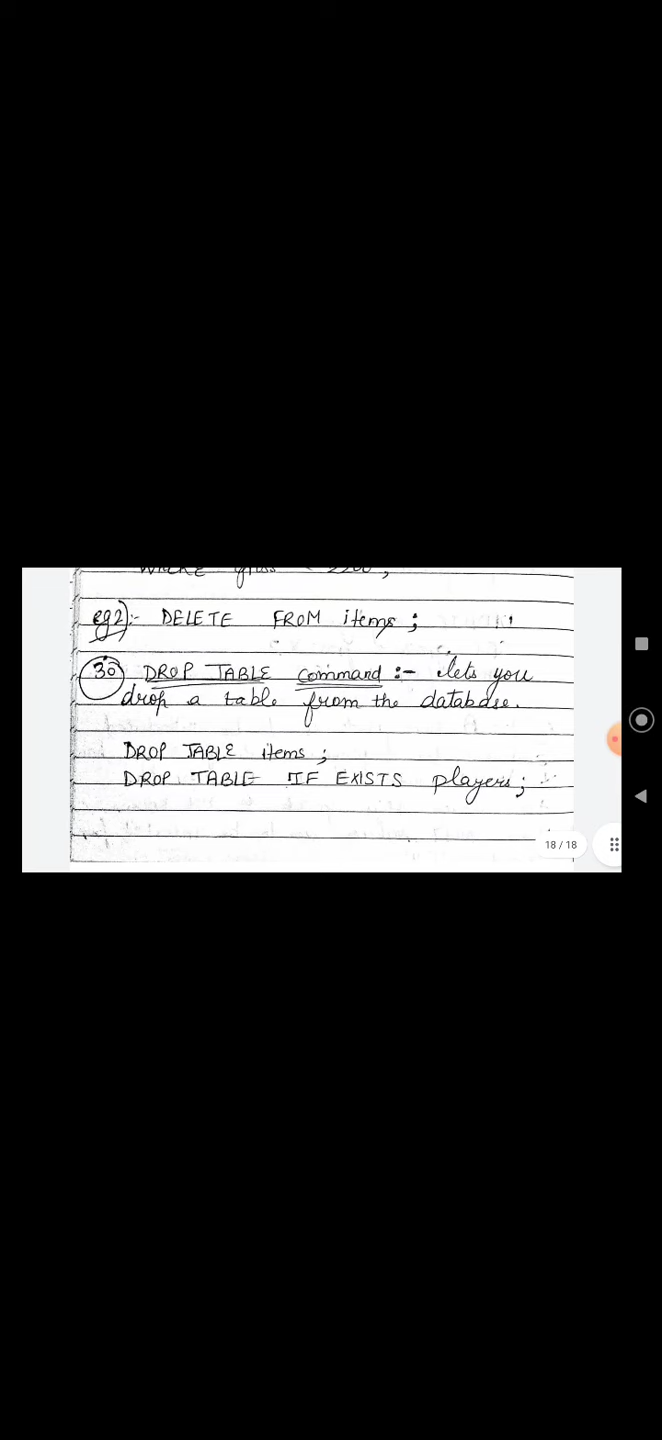 eg2):- DELETE FROM items;
30 DROP TABLE command :- lets you
drop a table from the database.
DROP TABLE items;
DROP TABLE IF EXISTS players;
18 / 18